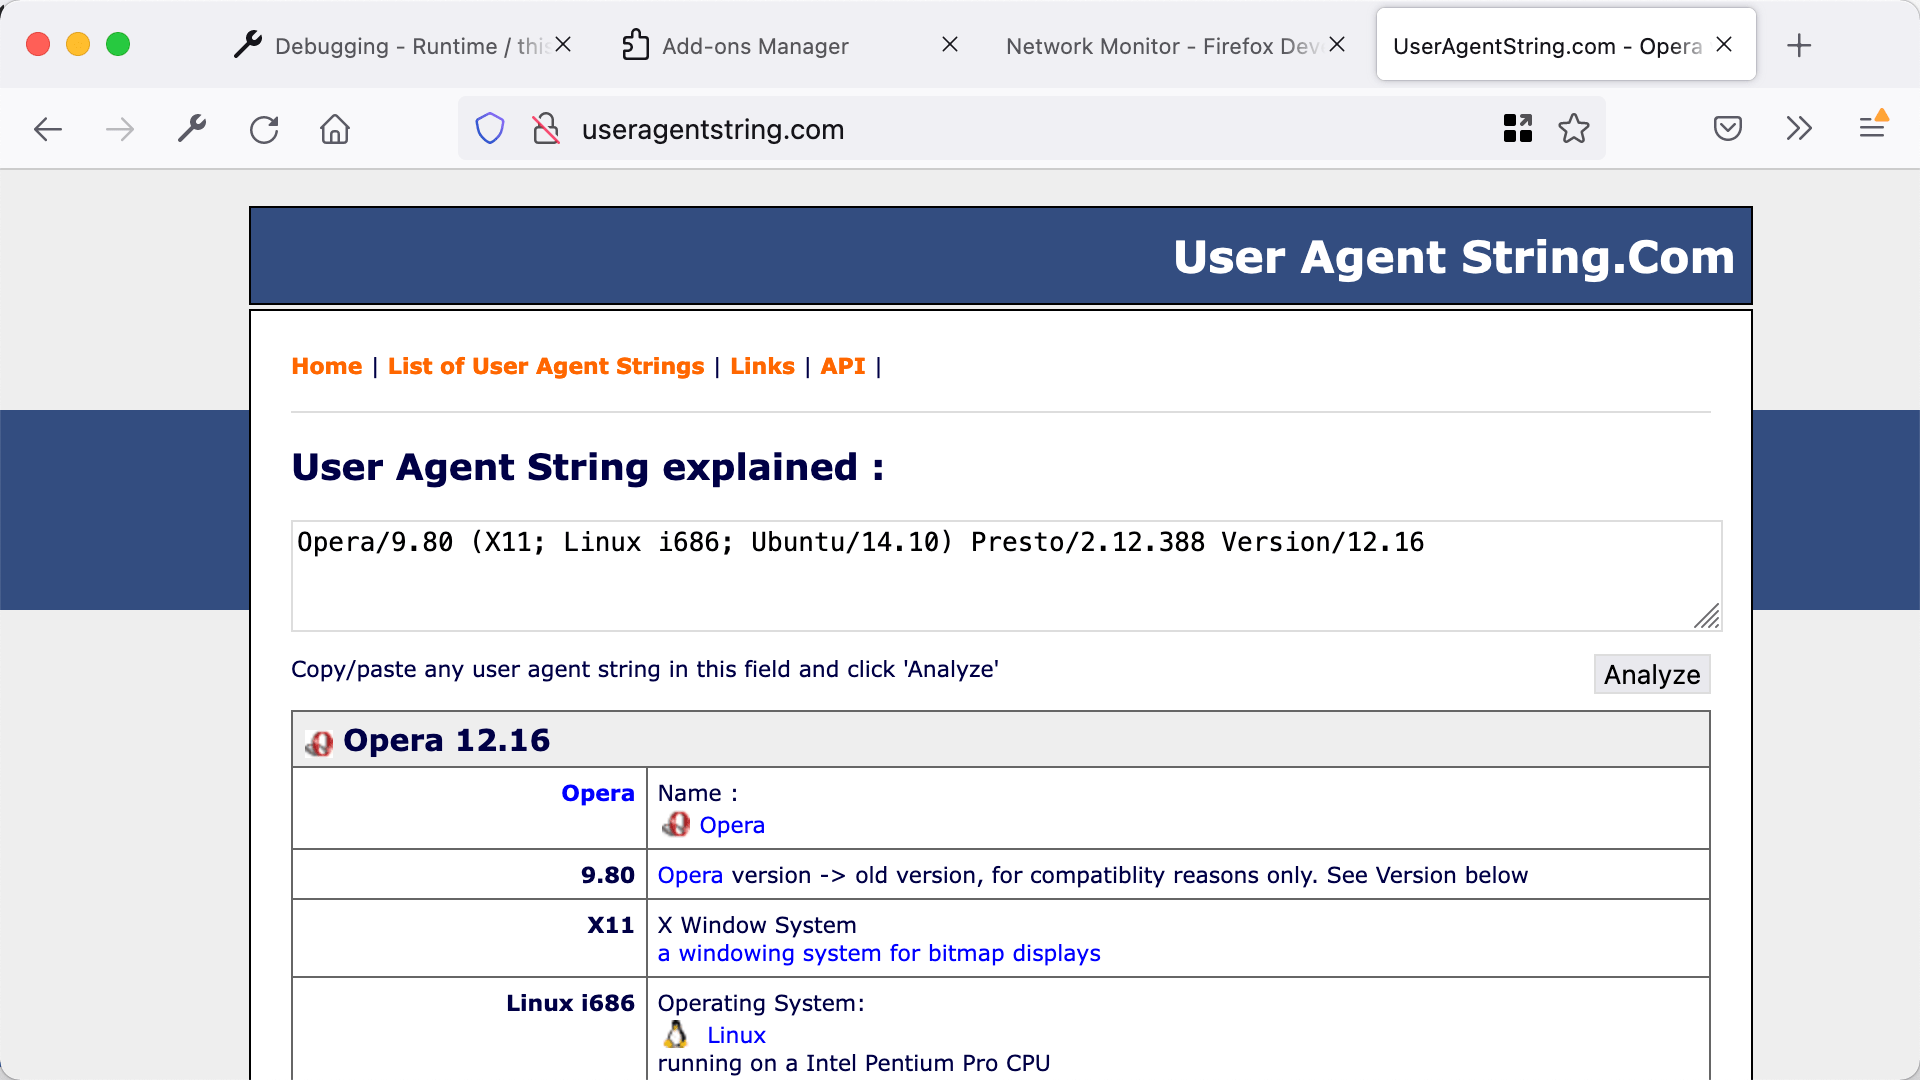 Debugging - Runtime / this
Add-ons Manager
Network Monitor - Firefox Dev
UserAgentString.com - Opera
useragentstring.com
User Agent String.Com
Home | List of User Agent Strings | Links | API |
User Agent String explained :
Opera/9.80 (X11; Linux i686; Ubuntu/14.10) Presto/2.12.388 Version/12.16
Copy/paste any user agent string in this field and click 'Analyze'
Analyze
Opera 12.16
Opera
Name :
Opera
9.80
Opera version -> old version, for compatiblity reasons only. See Version below
X11
X Window System
a windowing system for bitmap displays
Linux i686
Operating System:
Linux
running on a Intel Pentium Pro CPU